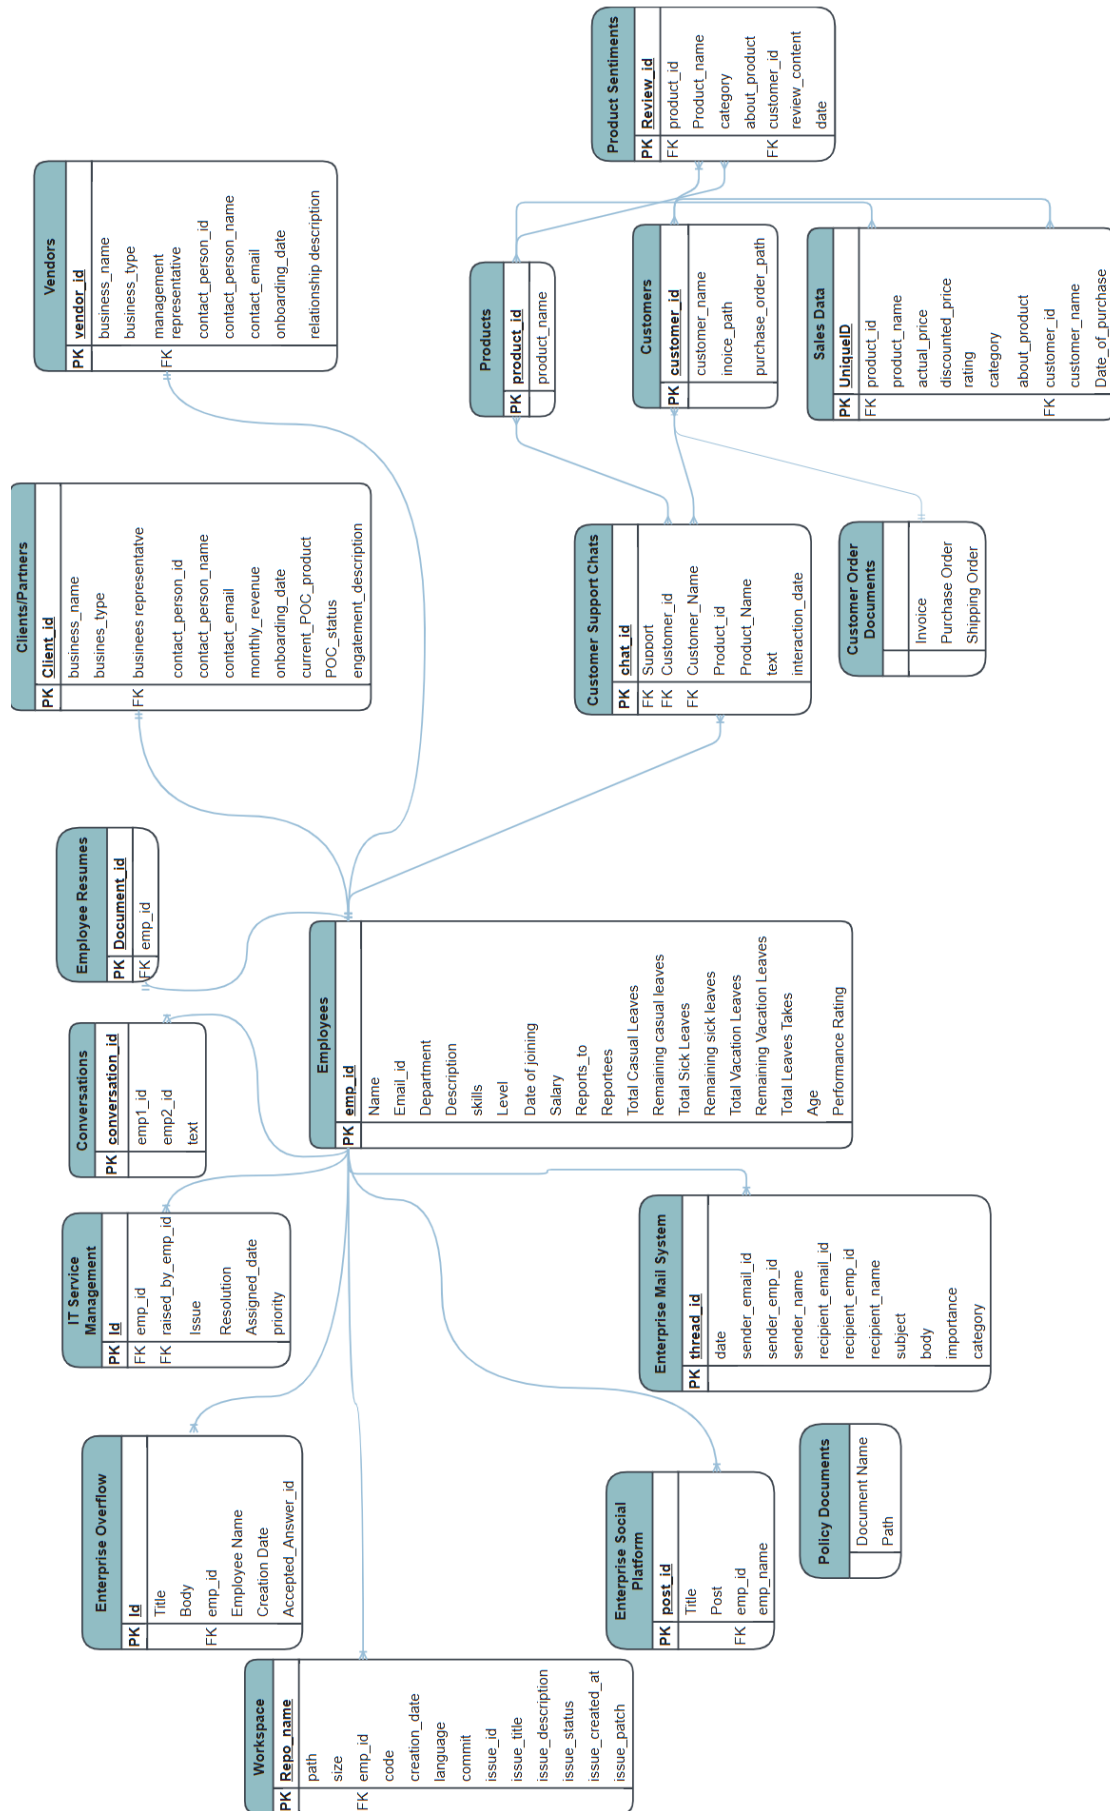 Workspace
PK Repo_name
path
size
FK emp_id
code
creation_date
language
commit
issue_id
issue_title
issue_description
issue_status
issue_created_at
issue_patch
Enterprise Overflow
PK Id
Title
Body
FK emp_id
Employee Name
Creation Date
Accepted_Answer_id
IT Service
Management
PK Id
FK emp_id
FK raised_by_emp_id
Issue
Resolution
Assigned_date
priority
Conversations
PK conversation_id
emp1_id
emp2_id
text
Employee Resumes
PK Document_id
FK emp_id
Clients/Partners
PK Client_id
business_name
busines_type
FK businees representatve
contact_person_id
contact_person_name
contact_email
monthly_revenue
onboarding_date
current_POC_product
POC_status
engatement_description
Vendors
PK vendor_id
business_name
business_type
FK management
representative
contact_person_id
contact_person_name
contact_email
onboarding_date
relationship description
Employees
PK emp_id
Name
Email_id
Department
Description
skills
Level
Date of joining
Salary
Reports_to
Reportees
Total Casual Leaves
Remaining casual leaves
Total Sick Leaves
Remaining sick leaves
Total Vacation Leaves
Remaining Vacation Leaves
Total Leaves Takes
Age
Performance Rating
Products
PK product_id
product_name
Customers
PK customer_id
customer_name
inoice_path
purchase_order_path
Product Sentiments
PK Review_id
FK product_id
Product_name
category
about_product
FK customer_id
review_content
date
Enterprise Social
Platform
PK post_id
Title
Post
FK emp_id
emp_name
Enterprise Mail System
PK thread_id
date
sender_email_id
sender_emp_id
sender_name
recipient_email_id
recipient_emp_id
recipient_name
subject
body
importance
category
Customer Support Chats
PK chat_id
FK Support
FK Customer_id
FK Customer_Name
Product_id
Product_Name
text
interaction_date
Sales Data
PK UniqueID
FK product_id
product_name
actual_price
discounted_price
rating
category
about_product
FK customer_id
customer_name
Date_of_purchase
Policy Documents
Document Name
Path
Customer Order
Documents
Invoice
Purchase Order
Shipping Order